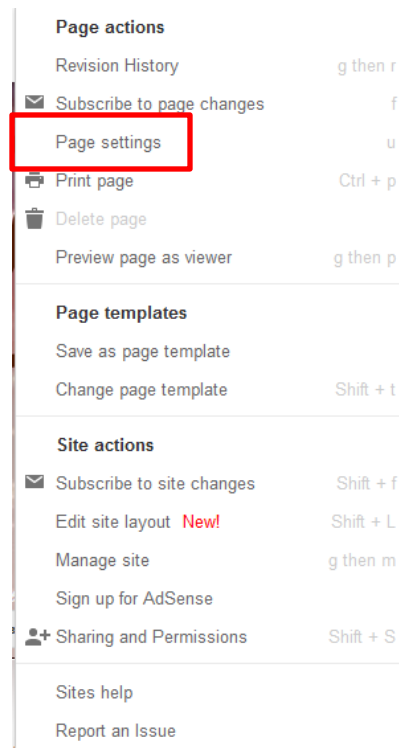 Page actions
Revision History g then r
Subscribe to page changes f
Page settings u
Print page Ctrl + p
Delete page
Preview page as viewer g then p
Page templates
Save as page template
Change page template Shift + t
Site actions
Subscribe to site changes Shift + f
Edit site layout New! Shift + L
Manage site g then m
Sign up for AdSense
Sharing and Permissions Shift + S
Sites help
Report an Issue